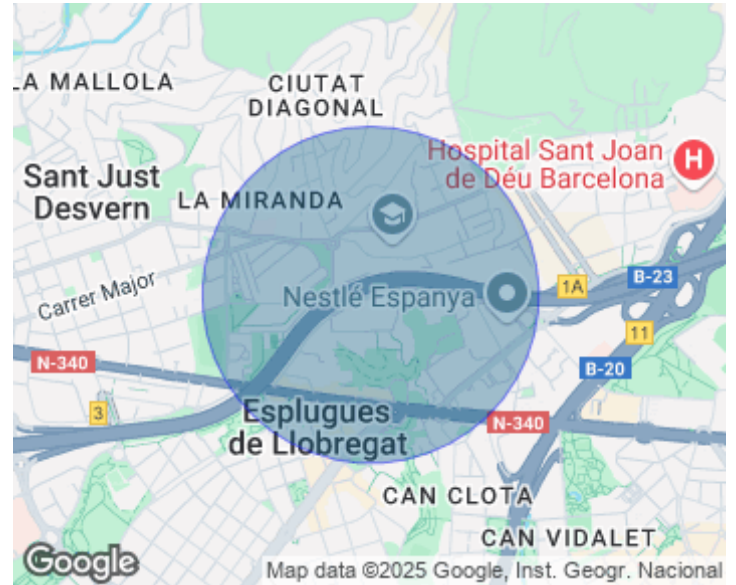 LA MALLOLA
CIUTAT
DIAGONAL
Hospital Sant Joan
de Déu Barcelona
H
Sant Just
Desvern
LA MIRANDA
Carrer Major
Nestlé Espanya
1A
B-23
11
N-340
B-20
3
Esplugues
de Llobregat
N-340
CAN CLOTA
CAN VIDALET
Google
Map data ©2025 Google, Inst. Geogr. Nacional